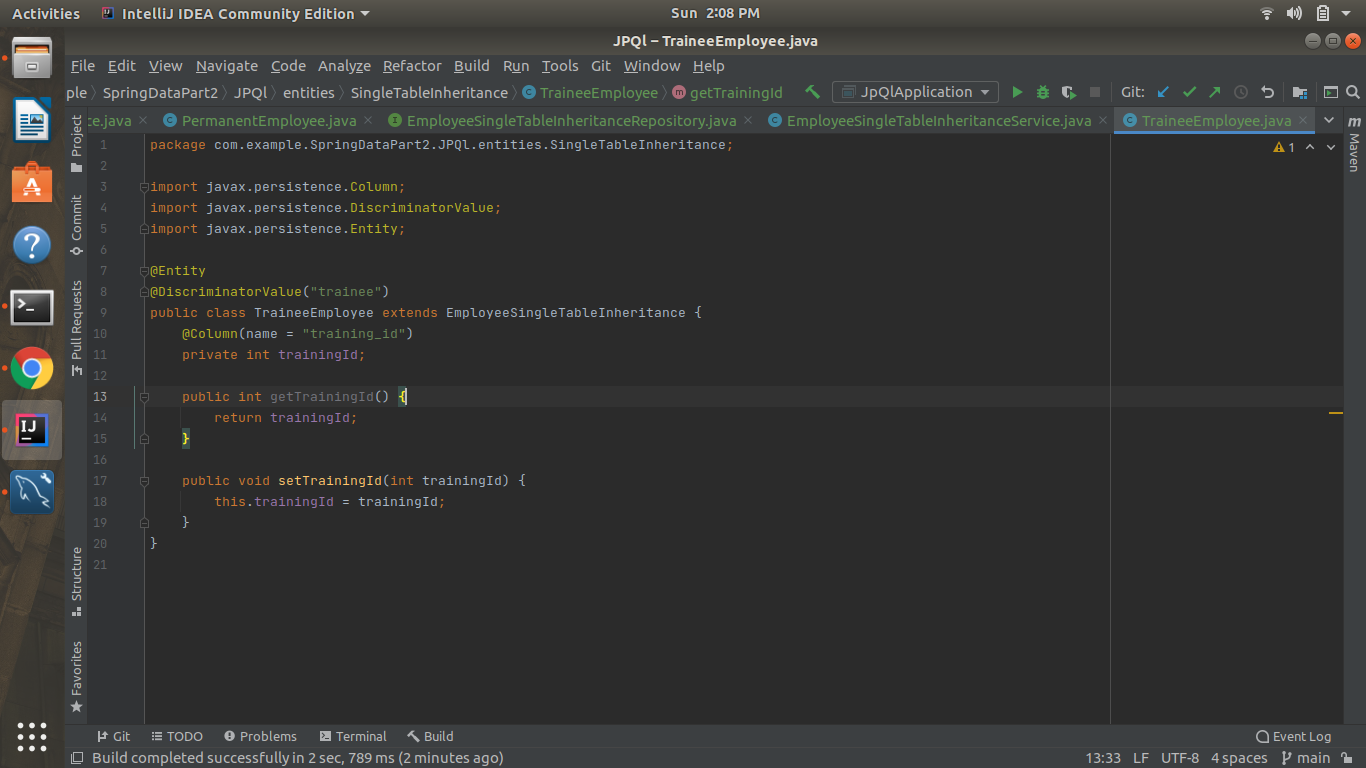 Activities IntelliJ IDEA Community Edition Sun 2:08 PM
JPQl – TraineeEmployee.java
File Edit View Navigate Code Analyze Refactor Build Run Tools Git Window Help
ple SpringDataPart2 JPQl entities SingleTableInheritance TraineeEmployee getTrainingId JpQlApplication Git:
ce.java PermanentEmployee.java EmployeeSingleTableInheritanceRepository.java EmployeeSingleTableInheritanceService.java TraineeEmployee.java
Project
Commit
Pull Requests
Structure
Favorites
Maven
1 package com.example.SpringDataPart2.JPQl.entities.SingleTableInheritance; 1
2
3 import javax.persistence.Column;
4 import javax.persistence.DiscriminatorValue;
5 import javax.persistence.Entity;
6
7 @Entity
8 @DiscriminatorValue("trainee")
9 public class TraineeEmployee extends EmployeeSingleTableInheritance {
10 @Column(name = "training_id")
11 private int trainingId;
12
13 public int getTrainingId() {
14 return trainingId;
15 }
16
17 public void setTrainingId(int trainingId) {
18 this.trainingId = trainingId;
19 }
20 }
21
Git TODO Problems Terminal Build Event Log
Build completed successfully in 2 sec, 789 ms (2 minutes ago) 13:33 LF UTF-8 4 spaces main